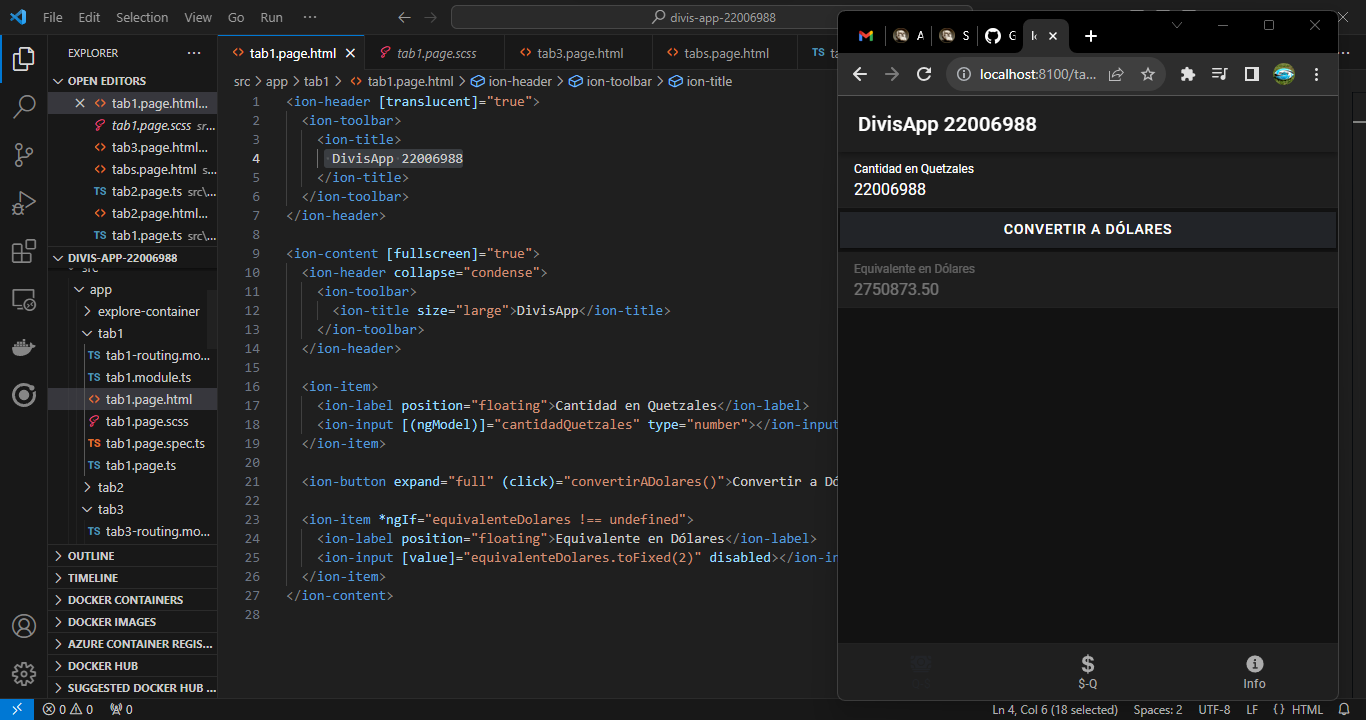 File Edit Selection View Go Run ···
divis-app-22006988
EXPLORER ···
OPEN EDITORS
tab1.page.html...
tab1.page.scss sr...
tab3.page.html...
tabs.page.html s...
TS tab2.page.ts src\...
tab2.page.html...
TS tab1.page.ts src\...
DIVIS-APP-22006988
src
app
explore-container
tab1
TS tab1-routing.mo...
TS tab1.module.ts
tab1.page.html
tab1.page.scss
TS tab1.page.spec.ts
TS tab1.page.ts
tab2
tab3
TS tab3-routing.mo...
OUTLINE
TIMELINE
DOCKER CONTAINERS
DOCKER IMAGES
AZURE CONTAINER REGIS...
DOCKER HUB
SUGGESTED DOCKER HUB ...
tab1.page.html tab1.page.scss tab3.page.html tabs.page.html TS
src > app > tab1 > tab1.page.html > ion-header > ion-toolbar > ion-title
1 <ion-header [translucent]="true">
2 <ion-toolbar>
3 <ion-title>
4 DivisApp 22006988
5 </ion-title>
6 </ion-toolbar>
7 </ion-header>
8
9 <ion-content [fullscreen]="true">
10 <ion-header collapse="condense">
11 <ion-toolbar>
12 <ion-title size="large">DivisApp</ion-title>
13 </ion-toolbar>
14 </ion-header>
15
16 <ion-item>
17 <ion-label position="floating">Cantidad en Quetzales</ion-label>
18 <ion-input [(ngModel)]="cantidadQuetzales" type="number"></ion-input
19 </ion-item>
20
21 <ion-button expand="full" (click)="convertirADolares()">Convertir a Dó
22
23 <ion-item *ngIf="equivalenteDolares !== undefined">
24 <ion-label position="floating">Equivalente en Dólares</ion-label>
25 <ion-input [value]="equivalenteDolares.toFixed(2)" disabled></ion-in
26 </ion-item>
27 </ion-content>
28
A S G
localhost:8100/ta...
DivisApp 22006988
Cantidad en Quetzales
22006988
CONVERTIR A DÓLARES
Equivalente en Dólares
2750873.50
$
$-Q
Info
0 0 0 Ln 4, Col 6 (18 selected) Spaces: 2 UTF-8 LF {} HTML